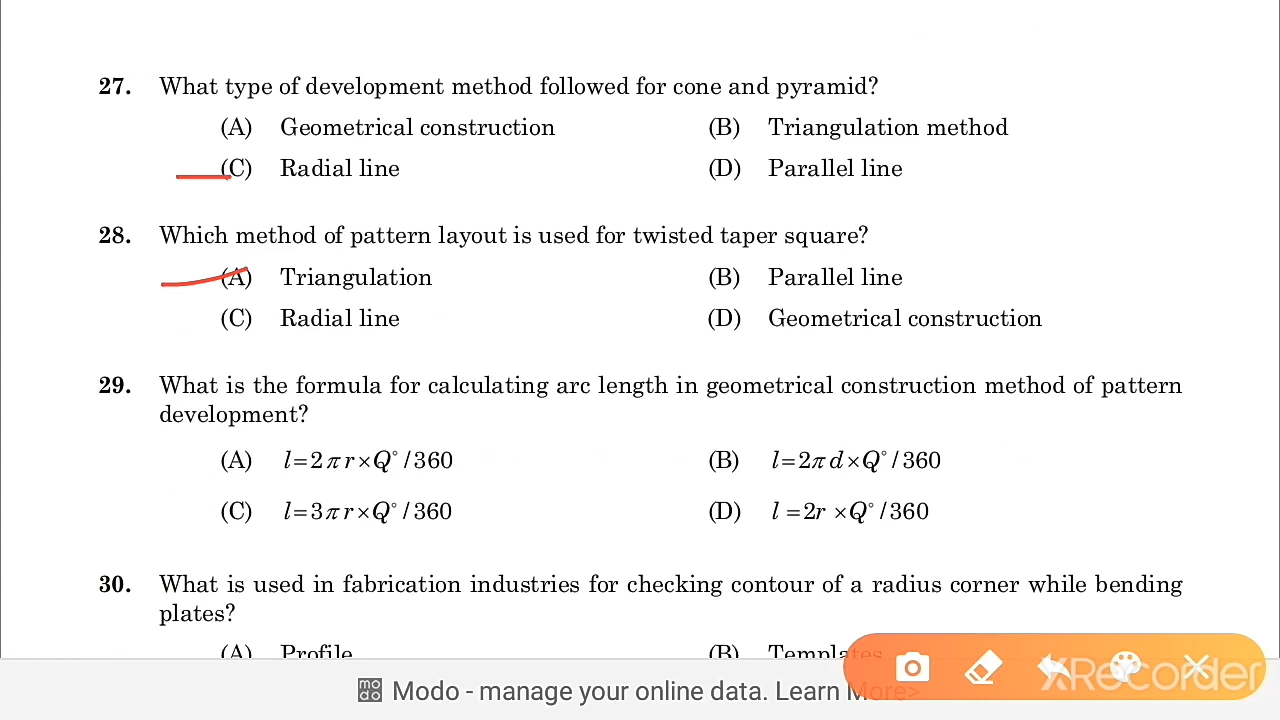 27. What type of development method followed for cone and pyramid?
(A) Geometrical construction (B) Triangulation method
(C) Radial line (D) Parallel line
28. Which method of pattern layout is used for twisted taper square?
(A) Triangulation (B) Parallel line
(C) Radial line (D) Geometrical construction
29. What is the formula for calculating arc length in geometrical construction method of pattern
development?
(A) l=2πr×Q°/360 (B) l=2πd×Q°/360
(C) l=3πr×Q°/360 (D) l =2r ×Q°/360
30. What is used in fabrication industries for checking contour of a radius corner while bending
plates?
(A) Profile (B) Templates
Modo - manage your online data. Learn More>
XRecorder